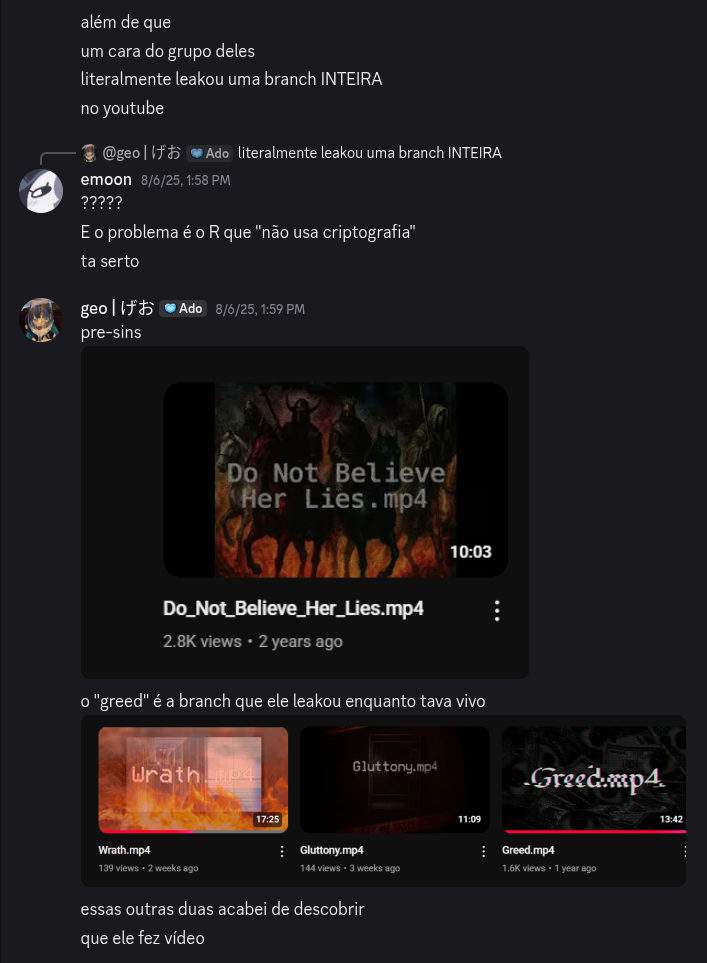 além de que
um cara do grupo deles
literalmente leakou uma branch INTEIRA
no youtube
@geo | げお Ado literalmente leakou uma branch INTEIRA
emoon 8/6/25, 1:58 PM
?????
E o problema é o R que "não usa criptografia"
ta serto
geo | げお Ado 8/6/25, 1:59 PM
pre-sins
Do Not Believe
Her Lies.mp4
10:03
Do_Not_Believe_Her_Lies.mp4
2.8K views • 2 years ago
o "greed" é a branch que ele leakou enquanto tava vivo
Wrath.mp4
17:25
Gluttony.mp4
11:09
Greed.mp4
13:42
Wrath.mp4
139 views • 2 weeks ago
Gluttony.mp4
144 views • 3 weeks ago
Greed.mp4
1.6K views • 1 year ago
essas outras duas acabei de descobrir
que ele fez vídeo